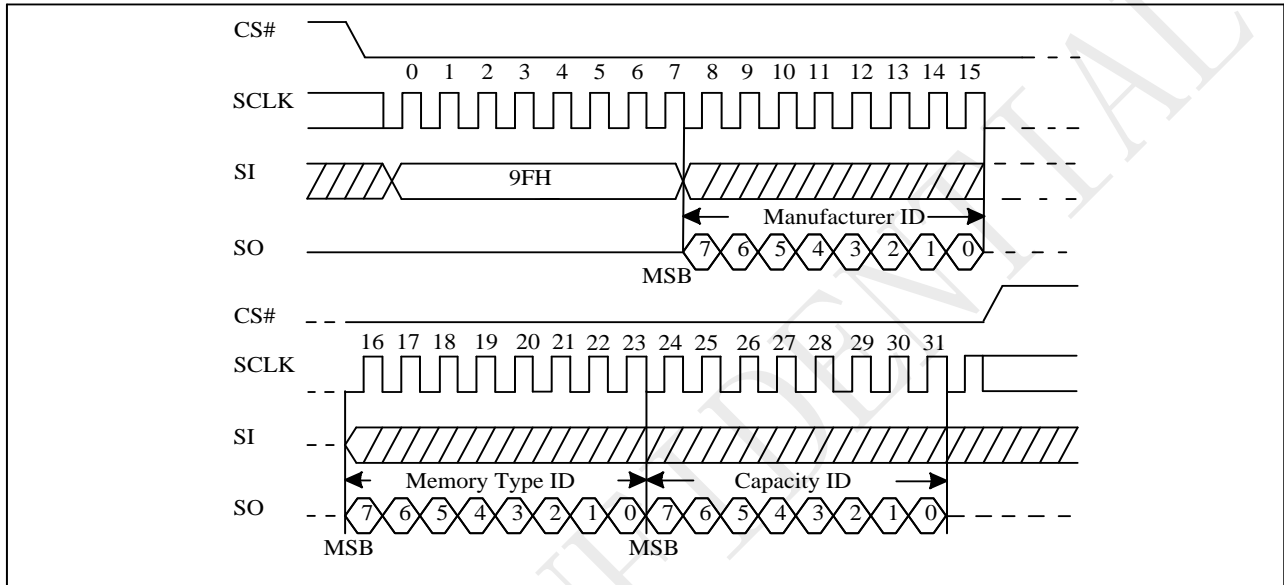 CS#
0 1 2 3 4 5 6 7 8 9 10 11 12 13 14 15
SCLK
SI
9FH
Manufacturer ID
SO
7 6 5 4 3 2 1 0
MSB
CS#
16 17 18 19 20 21 22 23 24 25 26 27 28 29 30 31
SCLK
SI
Memory Type ID Capacity ID
SO
7 6 5 4 3 2 1 0 7 6 5 4 3 2 1 0
MSB MSB